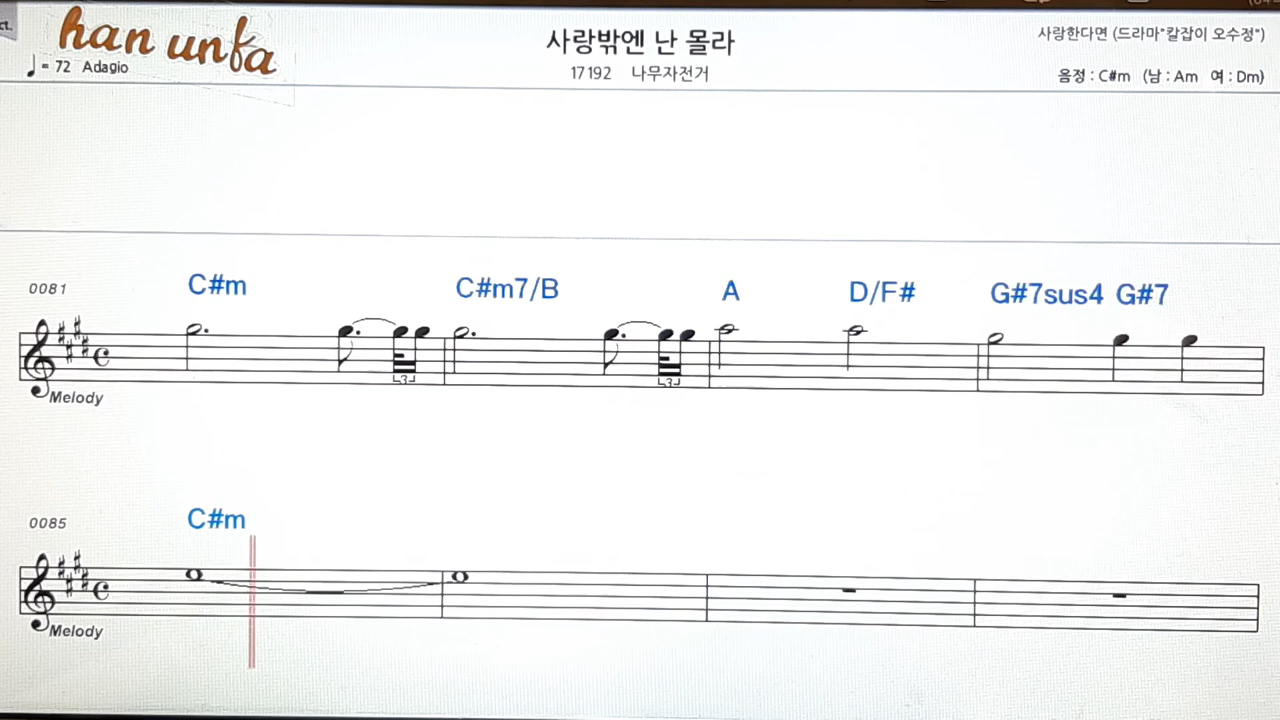 han unfa
♩ = 72 Adagio
사랑밖엔 난 몰라
17192 나무자전거
사랑한다면 (드라마"칼잡이 오수정")
음정 : C#m (남 : Am 여 : Dm)
0081 C#m C#m7/B A D/F# G#7sus4 G#7
3 3
Melody
0085 C#m
Melody